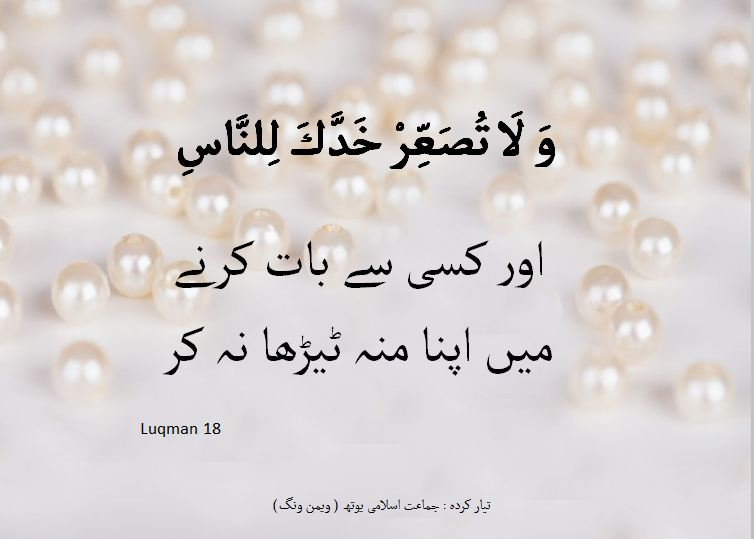 وَ لَا تُصَعِّرْ خَدَّكَ لِلنَّاسِ
اور کسی سے بات کرنے
میں اپنا منہ ٹیڑھا نہ کر
Luqman 18
تیار کردہ : جماعت اسلامی یوتھ ( ویمن ونگ )